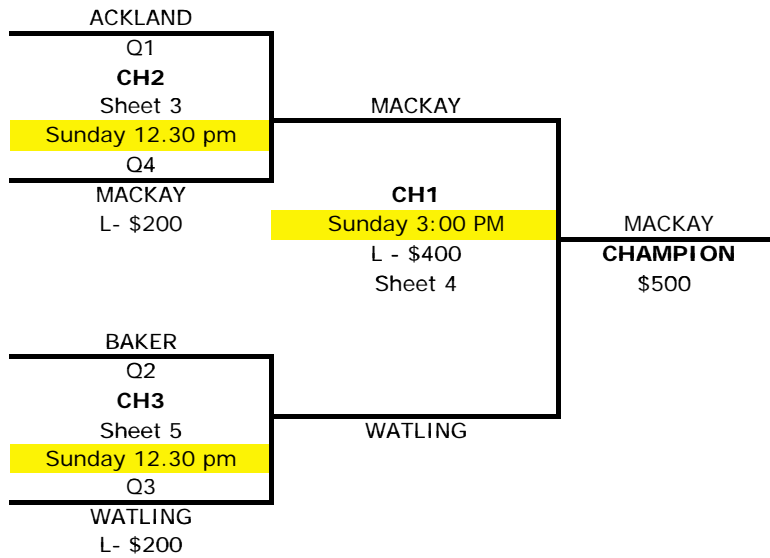 ACKLAND
Q1
CH2
Sheet 3
Sunday 12.30 pm
Q4
MACKAY
L- $200
MACKAY
CH1
Sunday 3:00 PM
L - $400
Sheet 4
MACKAY
CHAMPION
$500
BAKER
Q2
CH3
Sheet 5
Sunday 12.30 pm
Q3
WATLING
L- $200
WATLING